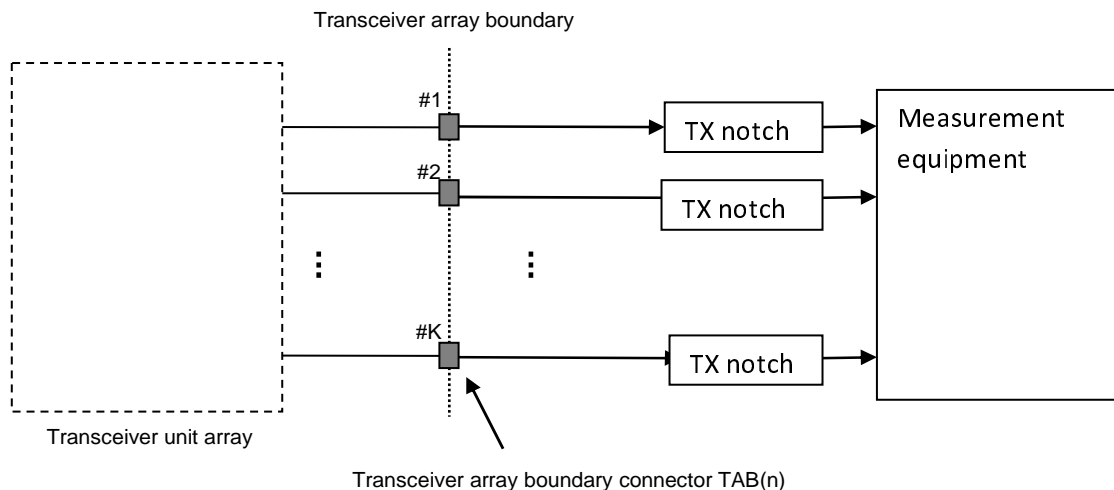 Transceiver array boundary
#1
TX notch
Measurement
equipment
#2
TX notch
#K
TX notch
Transceiver unit array
Transceiver array boundary connector TAB(n)